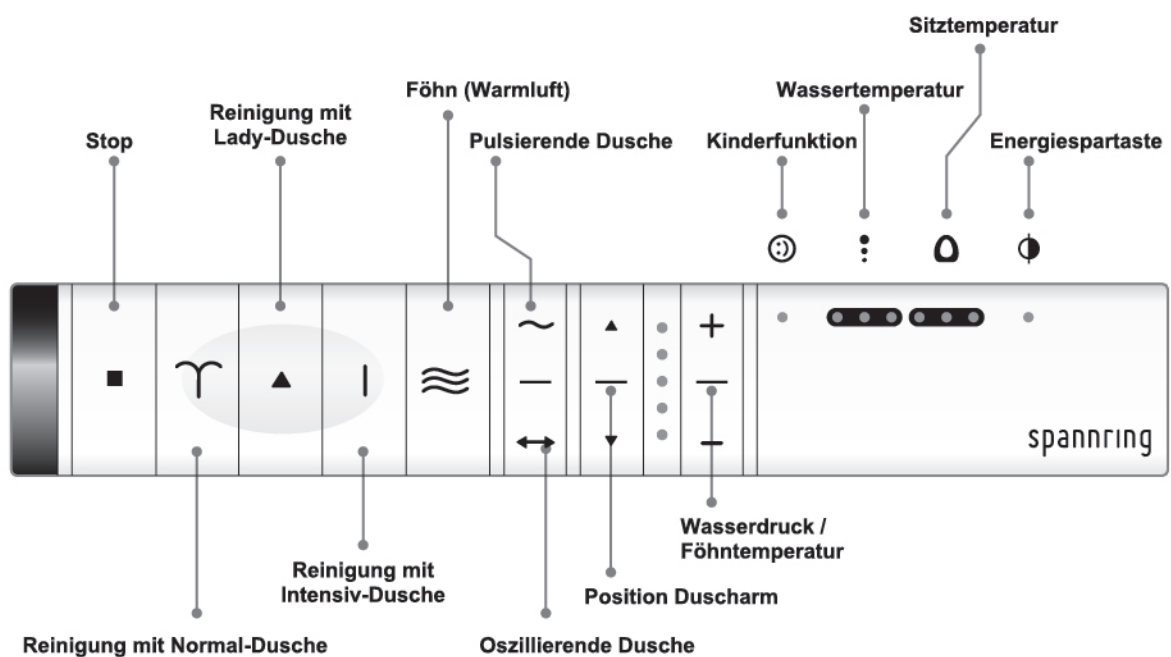 Sitztemperatur
Wassertemperatur
Föhn (Warmluft)
Reinigung mit
Lady-Dusche
Stop
Pulsierende Dusche
Kinderfunktion
Energiespartaste
spannring
Wasserdruck /
Föhntemperatur
Reinigung mit
Intensiv-Dusche
Position Duscharm
Reinigung mit Normal-Dusche
Oszillierende Dusche